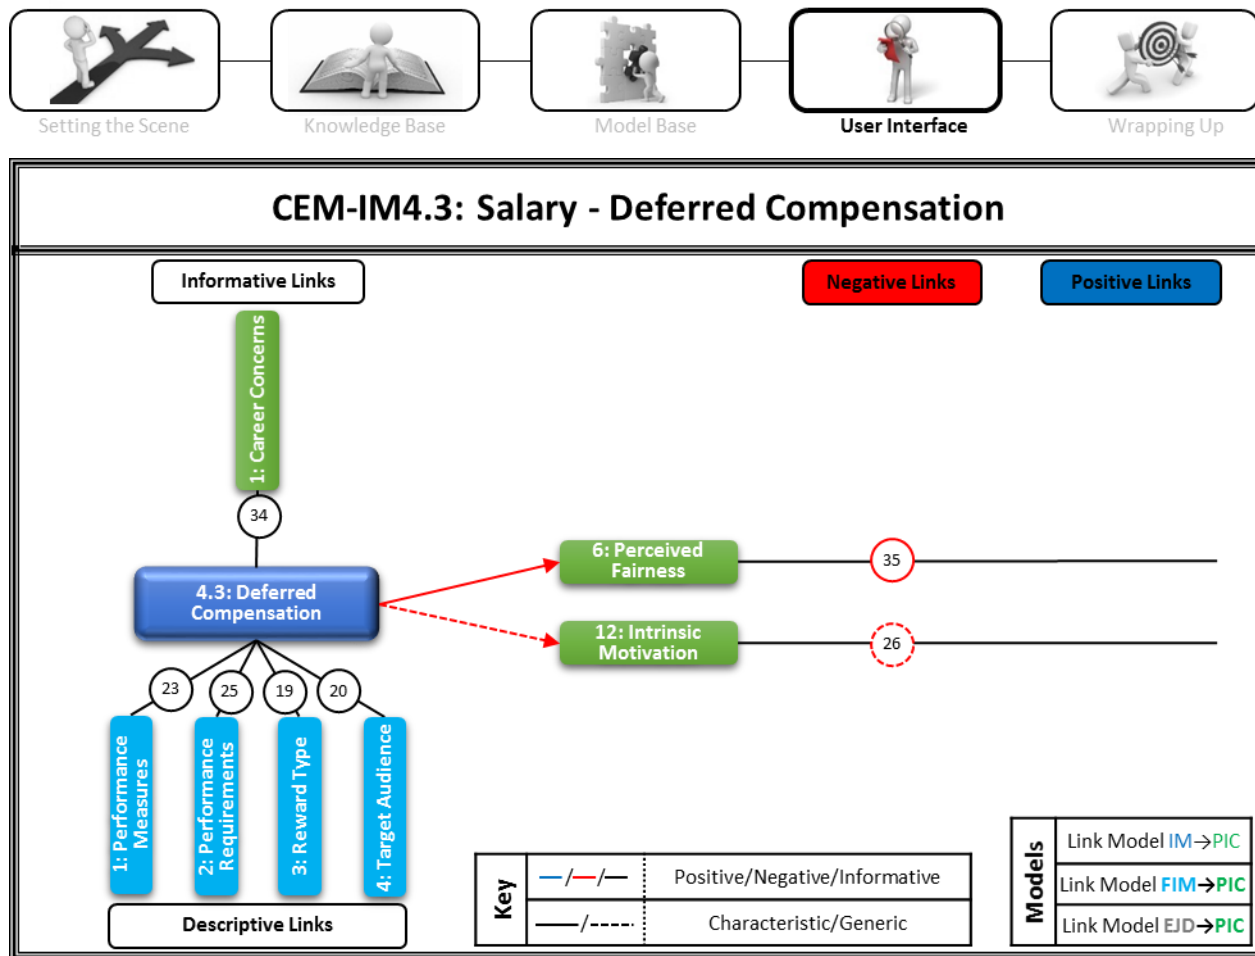 Setting the Scene
Knowledge Base
Model Base
User Interface
Wrapping Up
CEM-IM4.3: Salary - Deferred Compensation
Informative Links
Negative Links
Positive Links
1: Career Concerns
34
4.3: Deferred
Compensation
6: Perceived
Fairness
35
12: Intrinsic
Motivation
26
23
25
19
20
1: Performance
Measures
2: Performance
Requirements
3: Reward Type
4: Target Audience
Descriptive Links
Key
—/—/—
Positive/Negative/Informative
——/-----
Characteristic/Generic
Models
Link Model IM→PIC
Link Model FIM→PIC
Link Model EJD→PIC